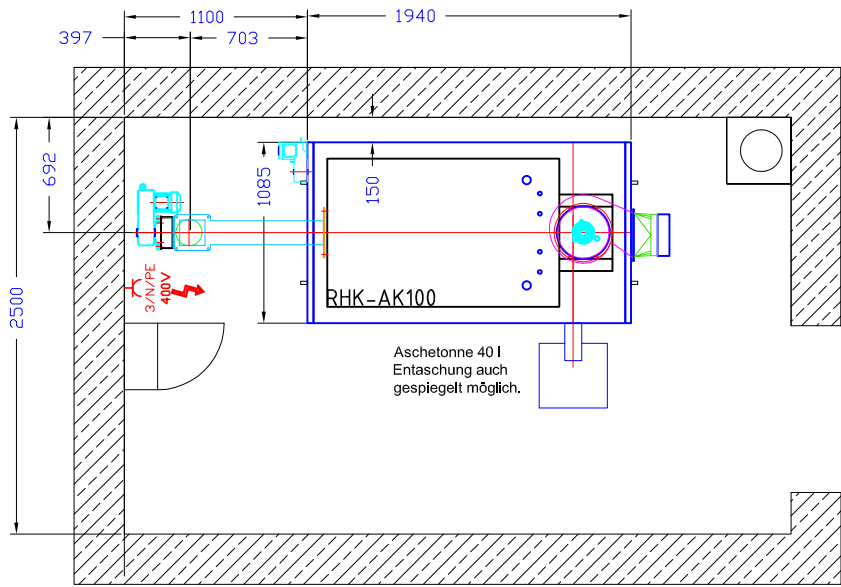 1100
1940
397
703
692
150
1085
2500
3/N/PE
400V
RHK-AK100
Aschetonne 40 l
Entaschung auch
gespiegelt möglich.